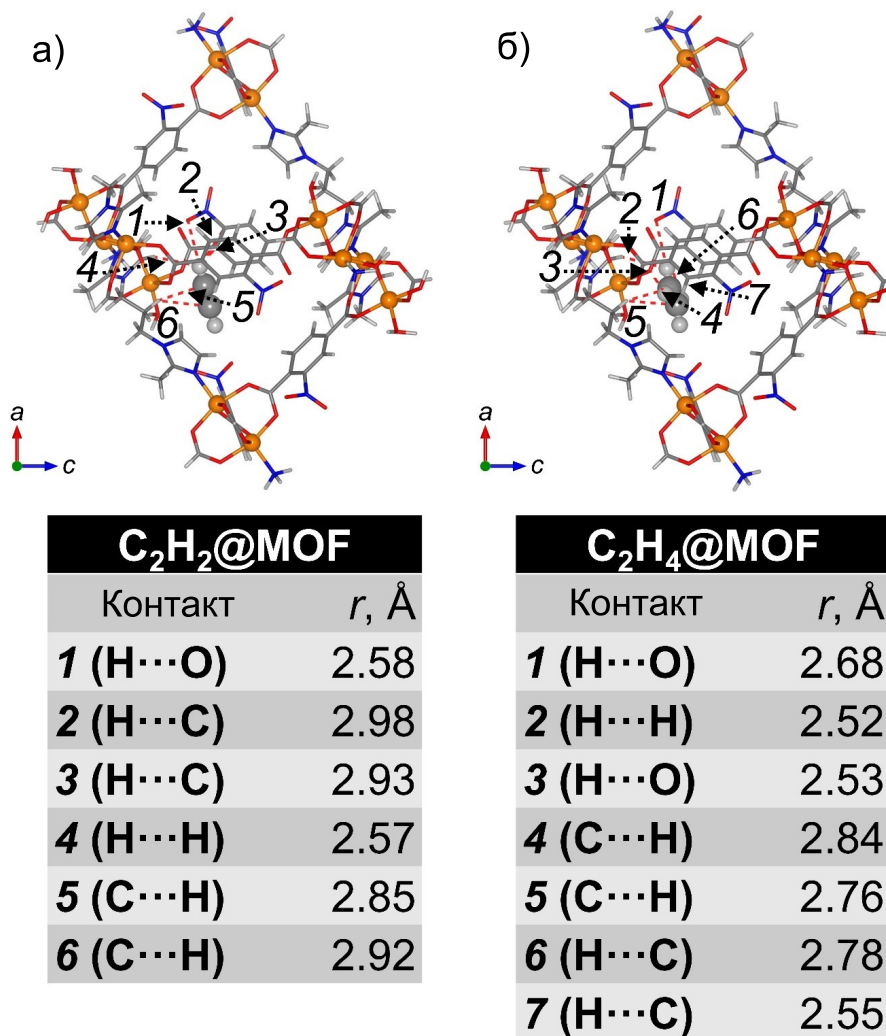 а)
2
1
3
4
5
6
a
c
C₂H₂@MOF
Контакт r, Å
1 (H···O) 2.58
2 (H···C) 2.98
3 (H···C) 2.93
4 (H···H) 2.57
5 (C···H) 2.85
6 (C···H) 2.92
б)
1
2
6
3
7
5
4
a
c
C₂H₄@MOF
Контакт r, Å
1 (H···O) 2.68
2 (H···H) 2.52
3 (H···O) 2.53
4 (C···H) 2.84
5 (C···H) 2.76
6 (H···C) 2.78
7 (H···C) 2.55